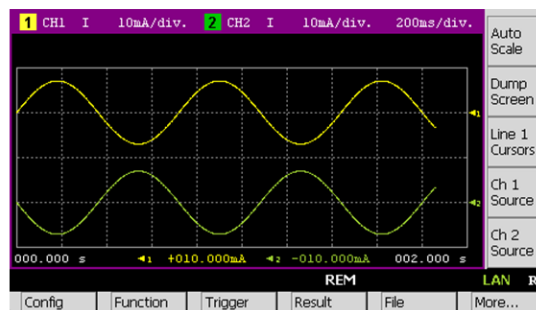 1 CH1 I 10mA/div. 2 CH2 I 10mA/div. 200ms/div.
Auto
Scale
Dump
Screen
Line 1
Cursors
Ch 1
Source
Ch 2
Source
1
2
000.000 s 1 +010.000mA 2 -010.000mA 002.000 s
REM LAN R
Config Function Trigger Result File More...